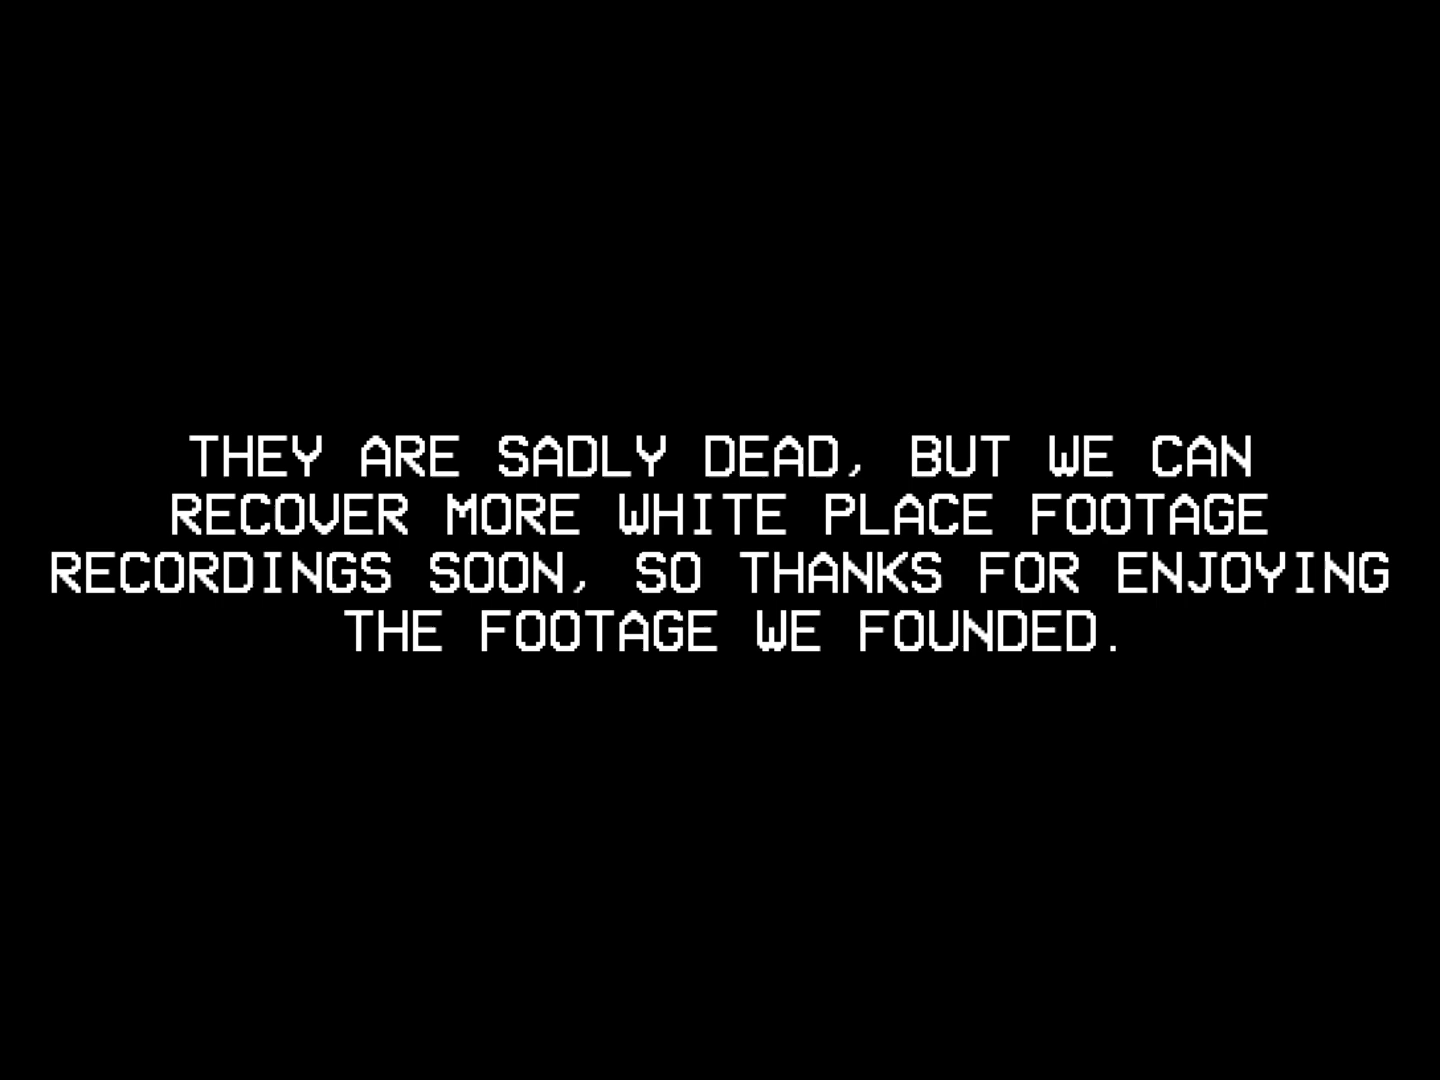 THEY ARE SADLY DEAD, BUT WE CAN
RECOVER MORE WHITE PLACE FOOTAGE
RECORDINGS SOON, SO THANKS FOR ENJOYING
THE FOOTAGE WE FOUNDED.